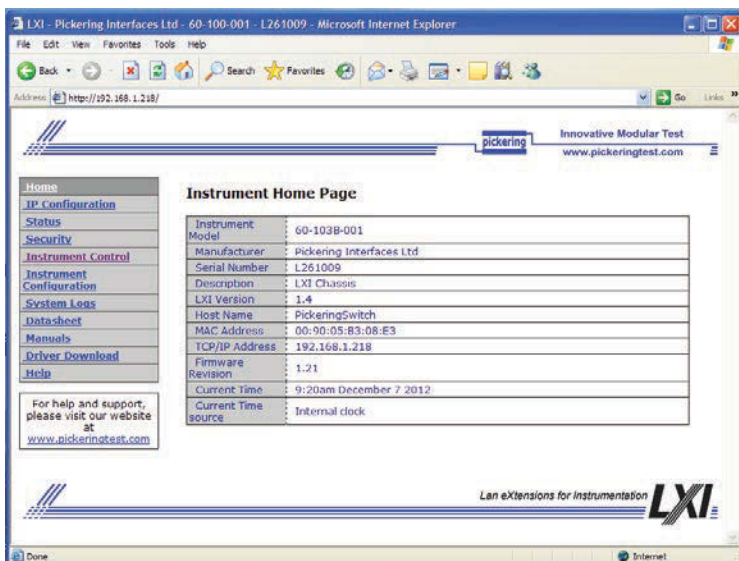 LXI - Pickering Interfaces Ltd - 60-100-001 - L261009 - Microsoft Internet Explorer
File Edit View Favorites Tools Help
Back Search Favorites
Address http://192.168.1.218/ Go Links »
pickering
Innovative Modular Test
www.pickeringtest.com
Home
IP Configuration
Status
Security
Instrument Control
Instrument
Configuration
System Logs
Datasheet
Manuals
Driver Download
Help
For help and support,
please visit our website
at
www.pickeringtest.com
Instrument Home Page
Instrument
Model 60-103B-001
Manufacturer Pickering Interfaces Ltd
Serial Number L261009
Description LXI Chassis
LXI Version 1.4
Host Name PickeringSwitch
MAC Address 00:90:05:B3:08:E3
TCP/IP Address 192.168.1.218
Firmware
Revision 1.21
Current Time 9:20am December 7 2012
Current Time
source Internal clock
Lan eXtensions for Instrumentation LXI
Done Internet